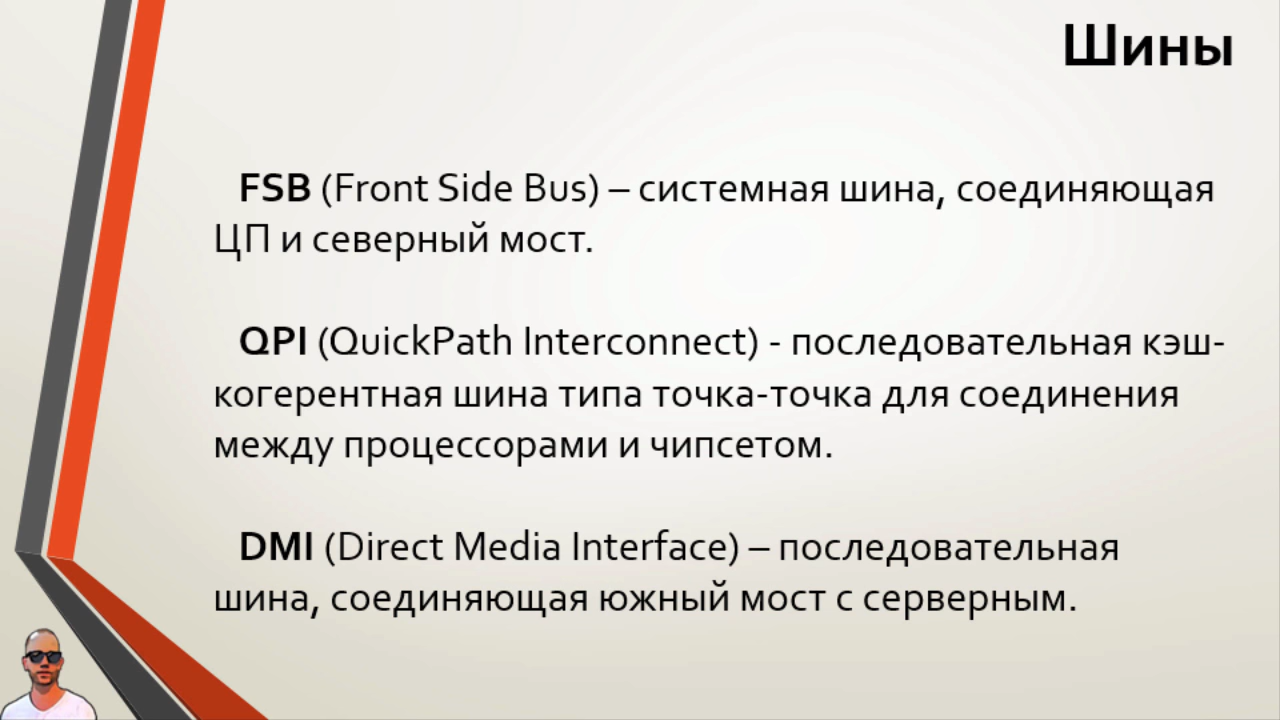 Шины
FSB (Front Side Bus) – системная шина, соединяющая
ЦП и северный мост.
QPI (QuickPath Interconnect) - последовательная кэш-
когерентная шина типа точка-точка для соединения
между процессорами и чипсетом.
DMI (Direct Media Interface) – последовательная
шина, соединяющая южный мост с серверным.